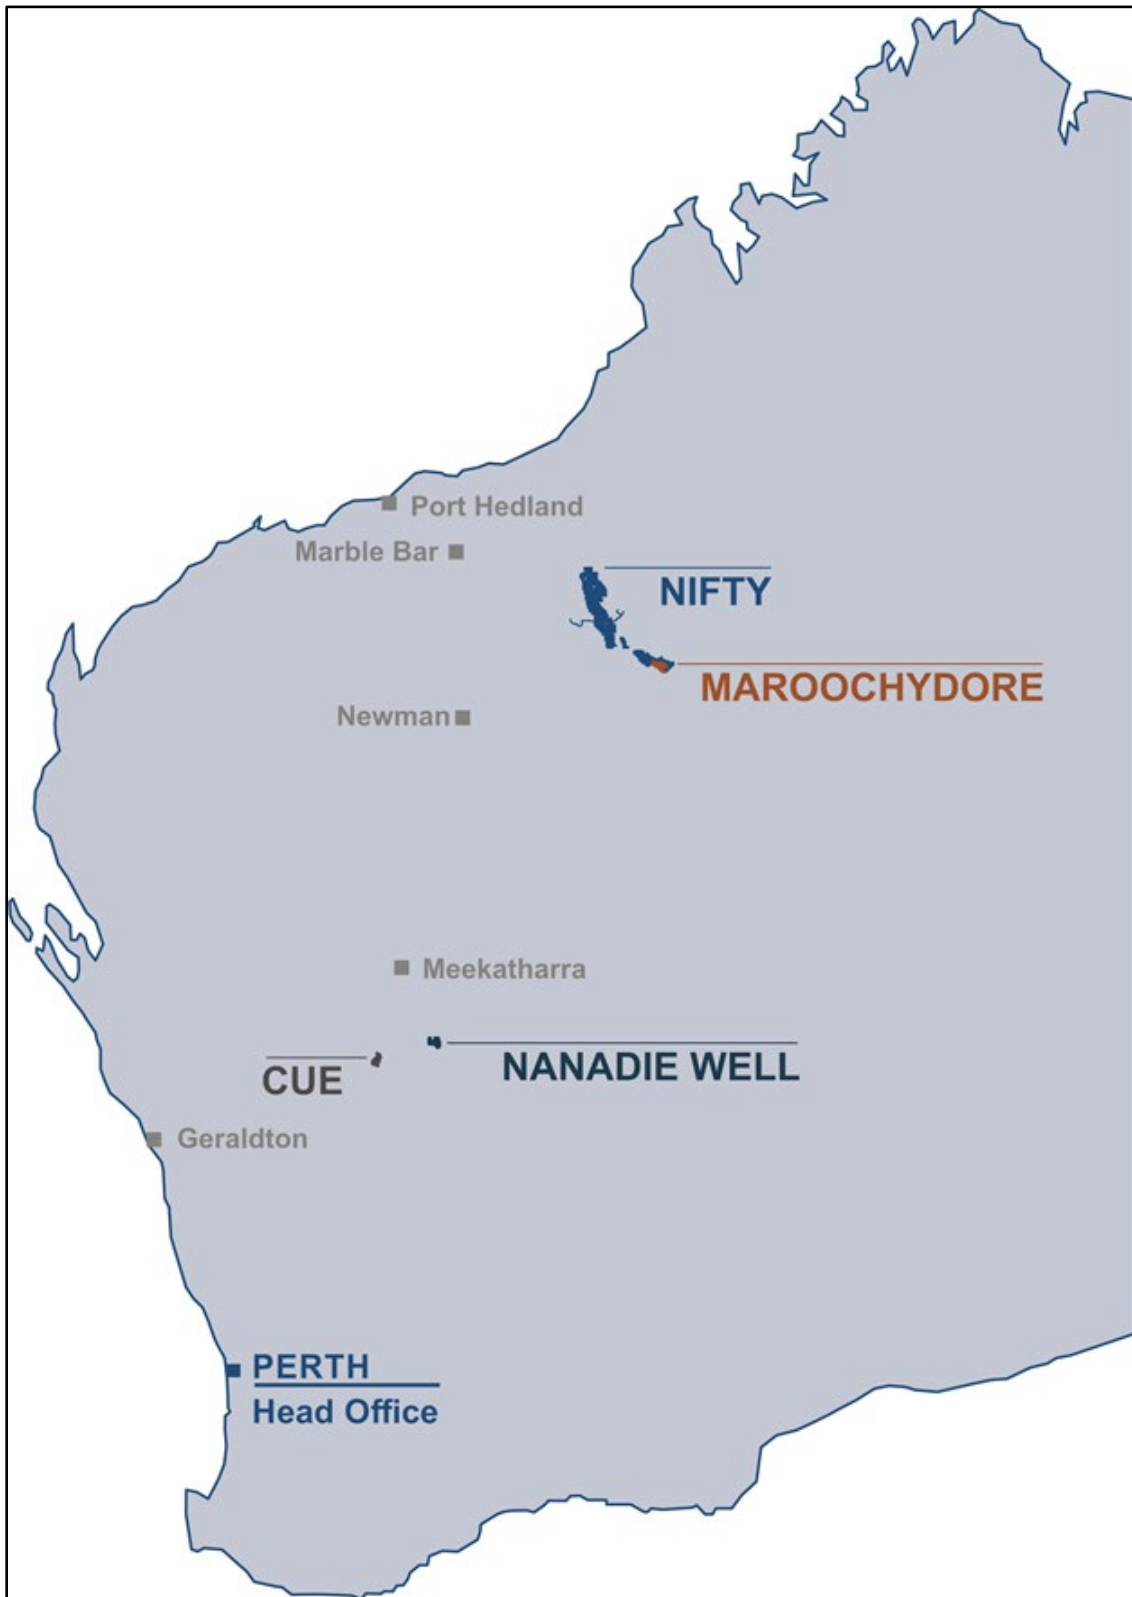 Port Hedland
Marble Bar
NIFTY
MAROOCHYDORE
Newman
Meekatharra
NANADIE WELL
CUE
Geraldton
PERTH
Head Office